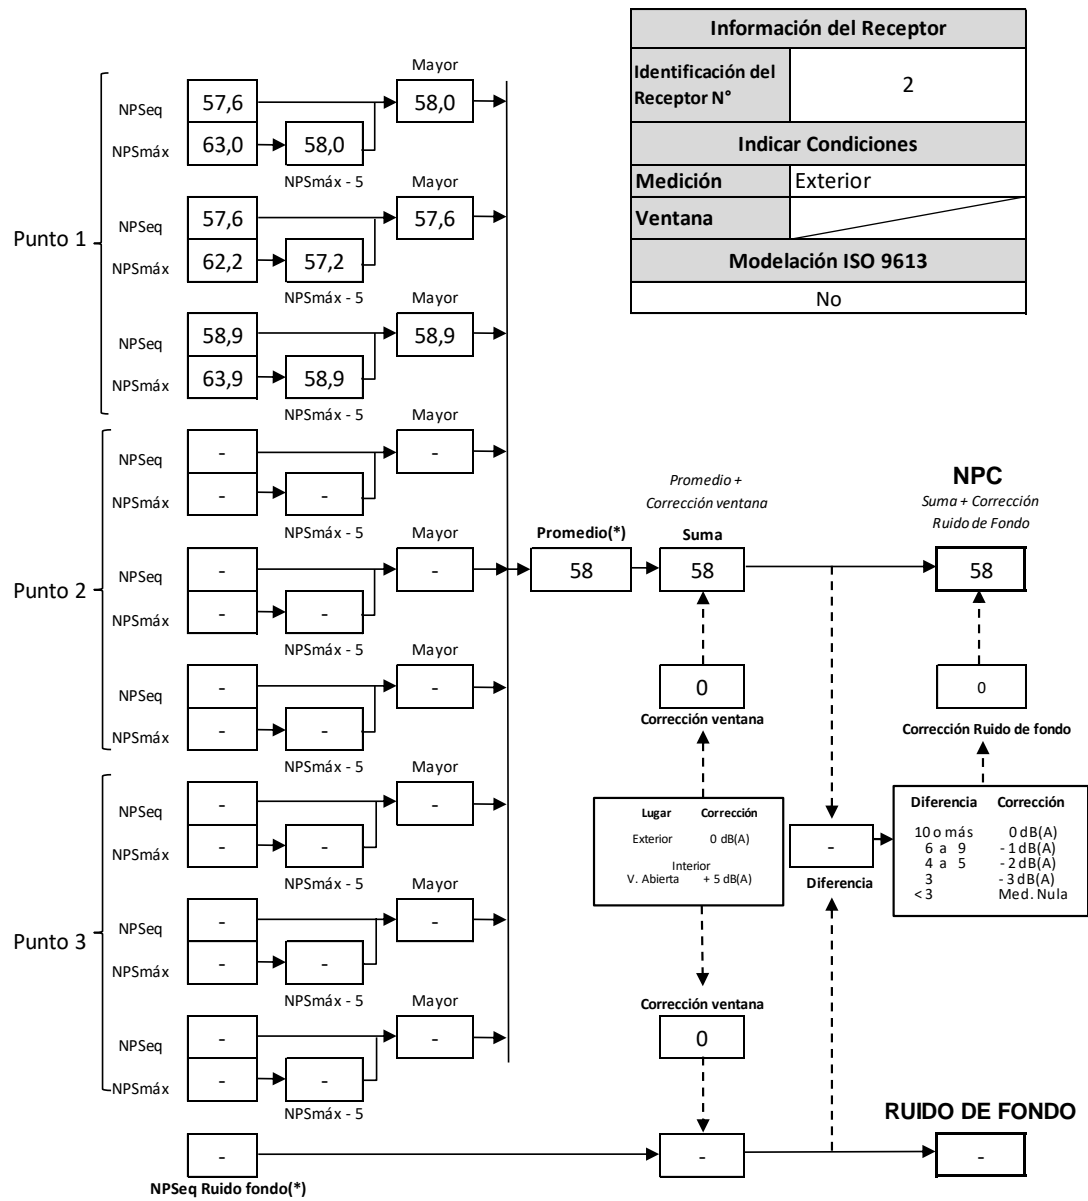 Información del Receptor
Identificación del
Receptor N°
2
Indicar Condiciones
Medición
Exterior
Ventana
Modelación ISO 9613
No
Punto 1
Mayor
NPSeq
57,6
58,0
NPSmáx
63,0
58,0
NPSmáx - 5
Mayor
NPSeq
57,6
57,6
NPSmáx
62,2
57,2
NPSmáx - 5
Mayor
NPSeq
58,9
58,9
NPSmáx
63,9
58,9
NPSmáx - 5
Punto 2
Mayor
NPSeq
-
-
NPSmáx
-
-
NPSmáx - 5
Mayor
NPSeq
-
-
NPSmáx
-
-
NPSmáx - 5
Mayor
NPSeq
-
-
NPSmáx
-
-
NPSmáx - 5
Punto 3
Mayor
NPSeq
-
-
NPSmáx
-
-
NPSmáx - 5
Mayor
NPSeq
-
-
NPSmáx
-
-
NPSmáx - 5
Mayor
NPSeq
-
-
NPSmáx
-
-
NPSmáx - 5
Promedio(*)
58
Promedio +
Corrección ventana
Suma
58
NPC
Suma + Corrección
Ruido de Fondo
58
0
Corrección ventana
0
Corrección Ruido de fondo
Lugar Corrección
Exterior 0 dB(A)
Interior
V. Abierta + 5 dB(A)
-
Diferencia
Diferencia Corrección
10 o más 0 dB(A)
6 a 9 - 1 dB(A)
4 a 5 - 2 dB(A)
3 - 3 dB(A)
< 3 Med. Nula
Corrección ventana
0
RUIDO DE FONDO
-
-
-
NPSeq Ruido fondo(*)